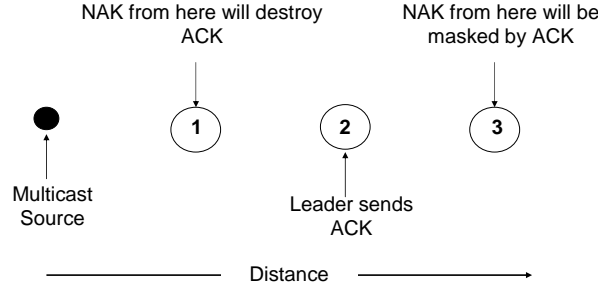 NAK from here will destroy
ACK
NAK from here will be
masked by ACK
1
2
3
Multicast
Source
Leader sends
ACK
Distance